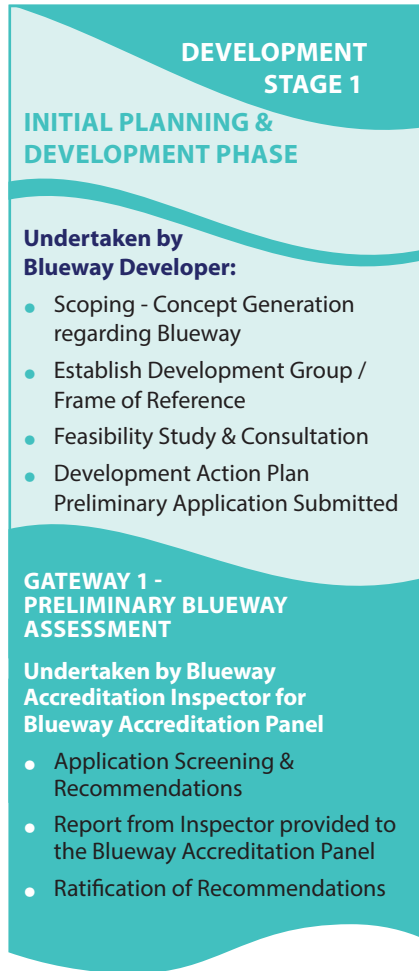 DEVELOPMENT
STAGE 1
INITIAL PLANNING &
DEVELOPMENT PHASE
Undertaken by
Blueway Developer:
• Scoping - Concept Generation
regarding Blueway
• Establish Development Group /
Frame of Reference
• Feasibility Study & Consultation
• Development Action Plan
Preliminary Application Submitted
GATEWAY 1 -
PRELIMINARY BLUEWAY
ASSESSMENT
Undertaken by Blueway
Accreditation Inspector for
Blueway Accreditation Panel
• Application Screening &
Recommendations
• Report from Inspector provided to
the Blueway Accreditation Panel
• Ratification of Recommendations